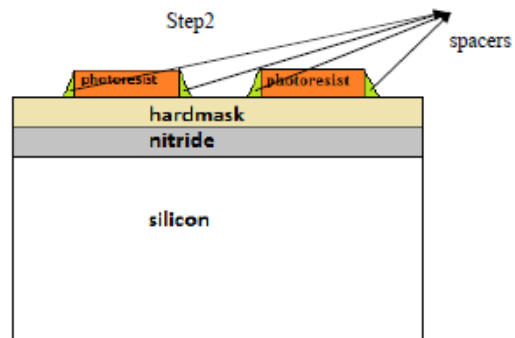 Step2
spacers
photoresist photoresist
hardmask
nitride
silicon